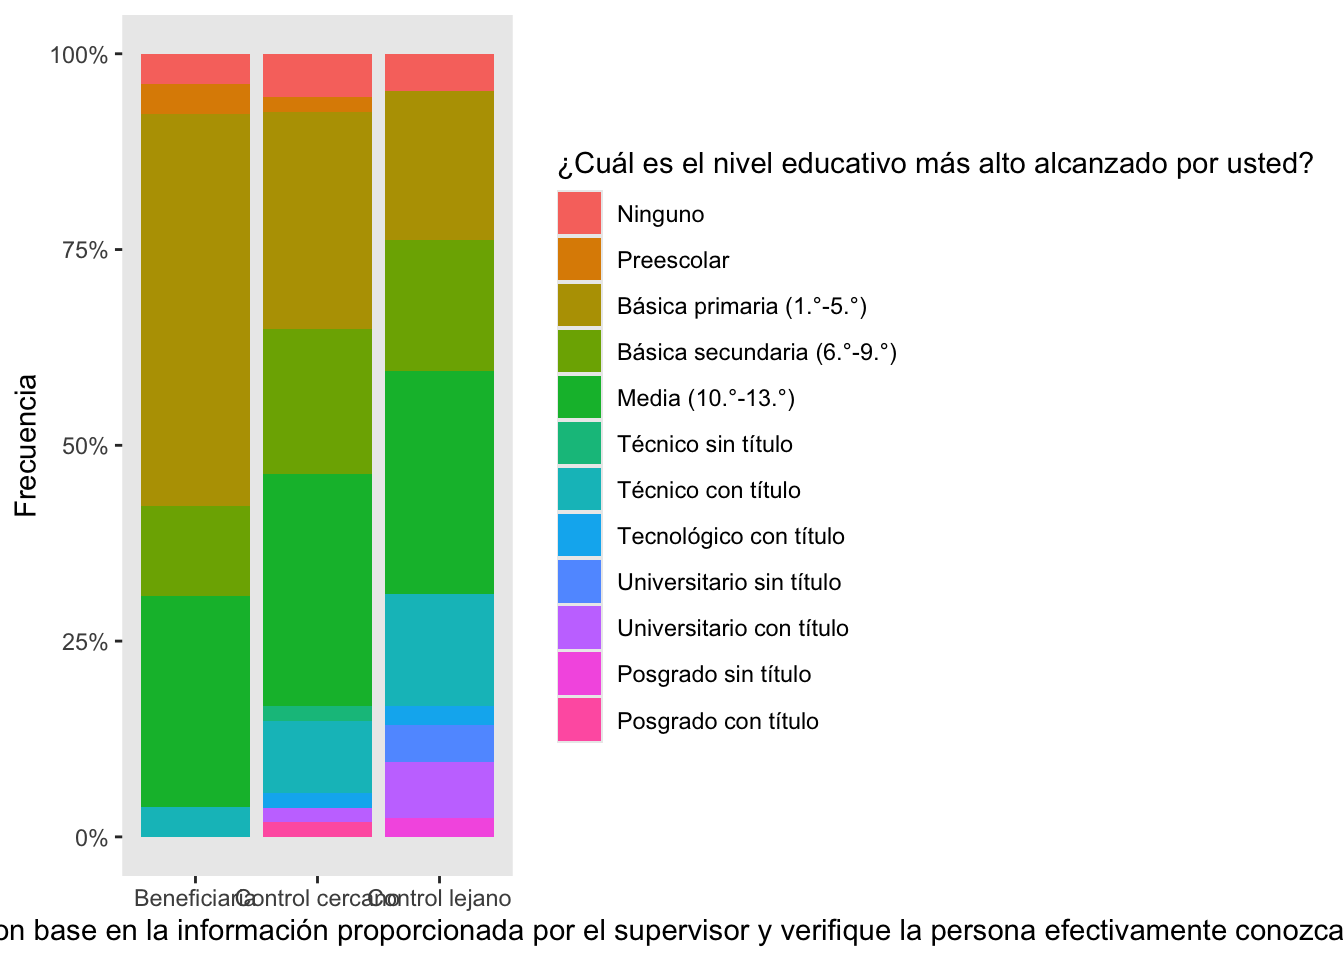 100%
75%
50%
25%
0%
Frecuencia
Beneficiaria
Control cercano
Control lejano
on base en la información proporcionada por el supervisor y verifique la persona efectivamente conozca
¿Cuál es el nivel educativo más alto alcanzado por usted?
Ninguno
Preescolar
Básica primaria (1.°-5.°)
Básica secundaria (6.°-9.°)
Media (10.°-13.°)
Técnico sin título
Técnico con título
Tecnológico con título
Universitario sin título
Universitario con título
Posgrado sin título
Posgrado con título